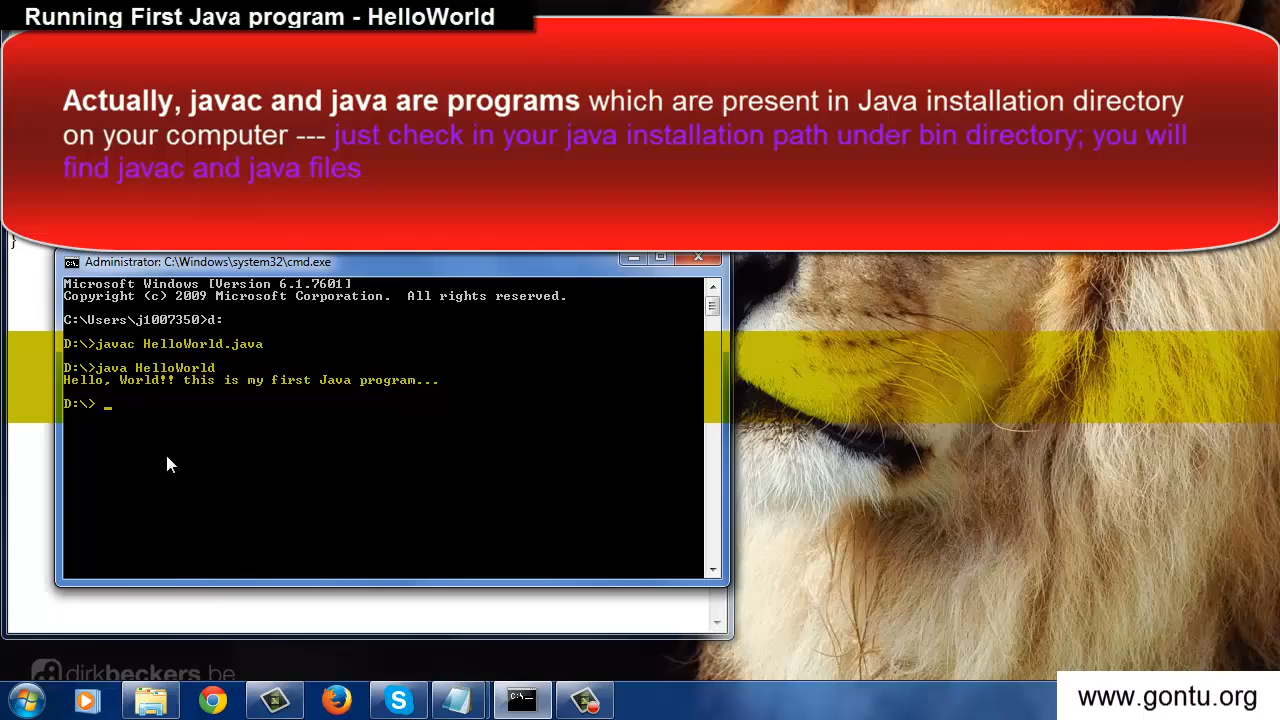 Running First Java program - HelloWorld
Actually, javac and java are programs which are present in Java installation directory
on your computer --- just check in your java installation path under bin directory; you will
find javac and java files
}
Administrator: C:\Windows\system32\cmd.exe
Microsoft Windows [Version 6.1.7601]
Copyright (c) 2009 Microsoft Corporation.  All rights reserved.
C:\Users\j1007350>d:
D:\>javac HelloWorld.java
D:\>java HelloWorld
Hello, World!! this is my first Java program...
D:\>
dirkbeckers.be
www.gontu.org